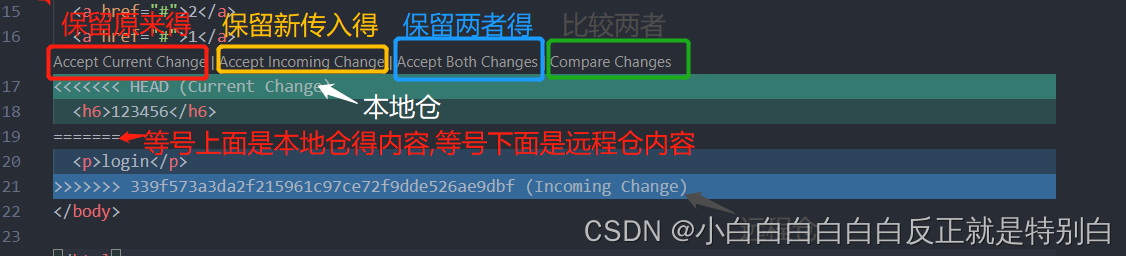 15 <a href="#">2</a>
保留原来得 保留新传入得 保留两者得 比较两者
16 <a href="#">1</a>
Accept Current Change | Accept Incoming Change | Accept Both Changes | Compare Changes
17 <<<<<<< HEAD (Current Change)
18 <h6>123456</h6>
本地仓
19 =======
等号上面是本地仓得内容,等号下面是远程仓内容
20 <p>login</p>
21 >>>>>>> 339f573a3da2f215961c97ce72f9dde526ae9dbf (Incoming Change)
22 </body>
远程仓
CSDN @小白白白白白白反正就是特别白
23